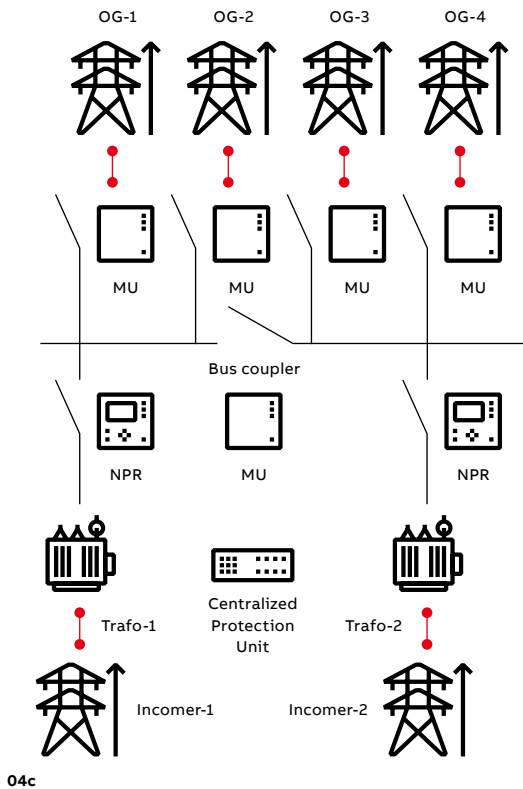 OG-1 OG-2 OG-3 OG-4
MU MU MU MU
Bus coupler
NPR MU NPR
Centralized
Protection
Unit
Trafo-1 Trafo-2
Incomer-1 Incomer-2
04c